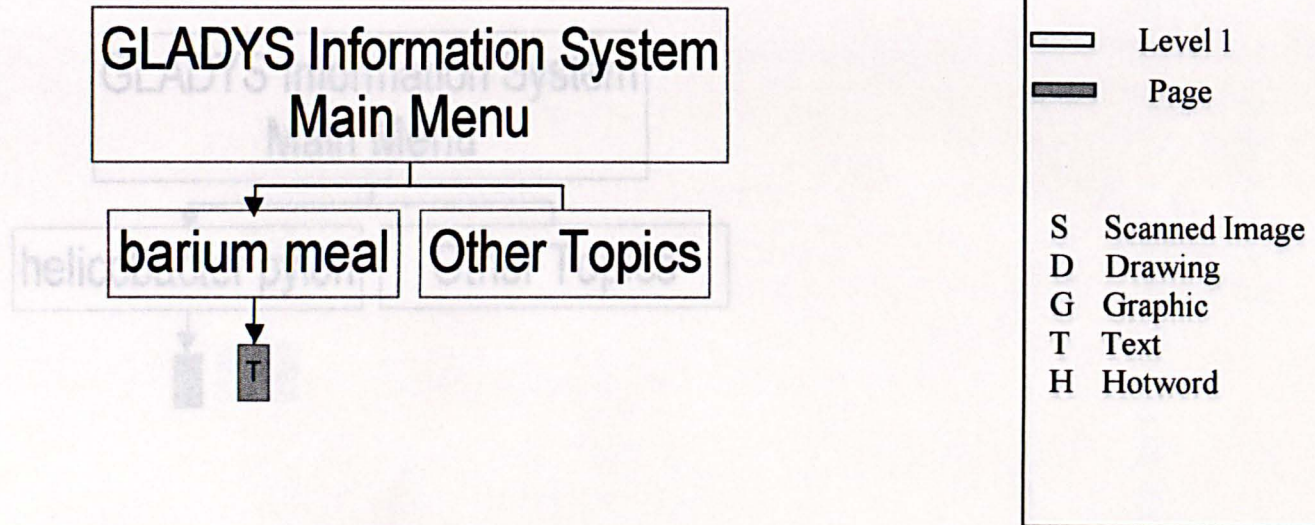 GLADYS Information System
Main Menu
barium meal
Other Topics
T
Level 1
Page
S Scanned Image
D Drawing
G Graphic
T Text
H Hotword